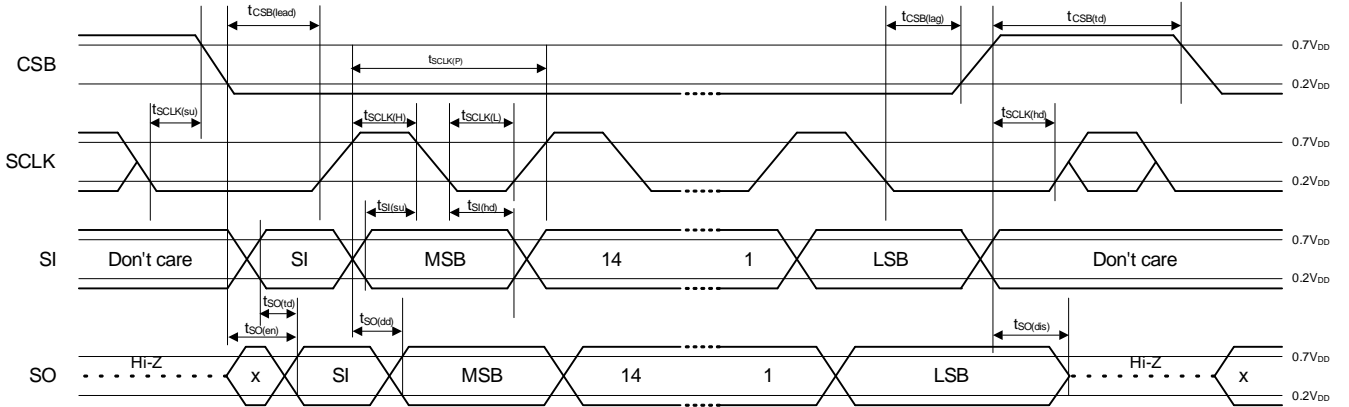 tCSB(lead)
tCSB(lag)
tCSB(td)
CSB
0.7VDD
0.2VDD
tSCLK(P)
tSCLK(su)
tSCLK(H)
tSCLK(L)
tSCLK(hd)
SCLK
0.7VDD
0.2VDD
tSI(su)
tSI(hd)
SI
Don't care
SI
MSB
14
1
LSB
Don't care
0.7VDD
0.2VDD
tSO(td)
tSO(en)
tSO(dd)
tSO(dis)
SO
Hi-Z
x
SI
MSB
14
1
LSB
Hi-Z
x
0.7VDD
0.2VDD